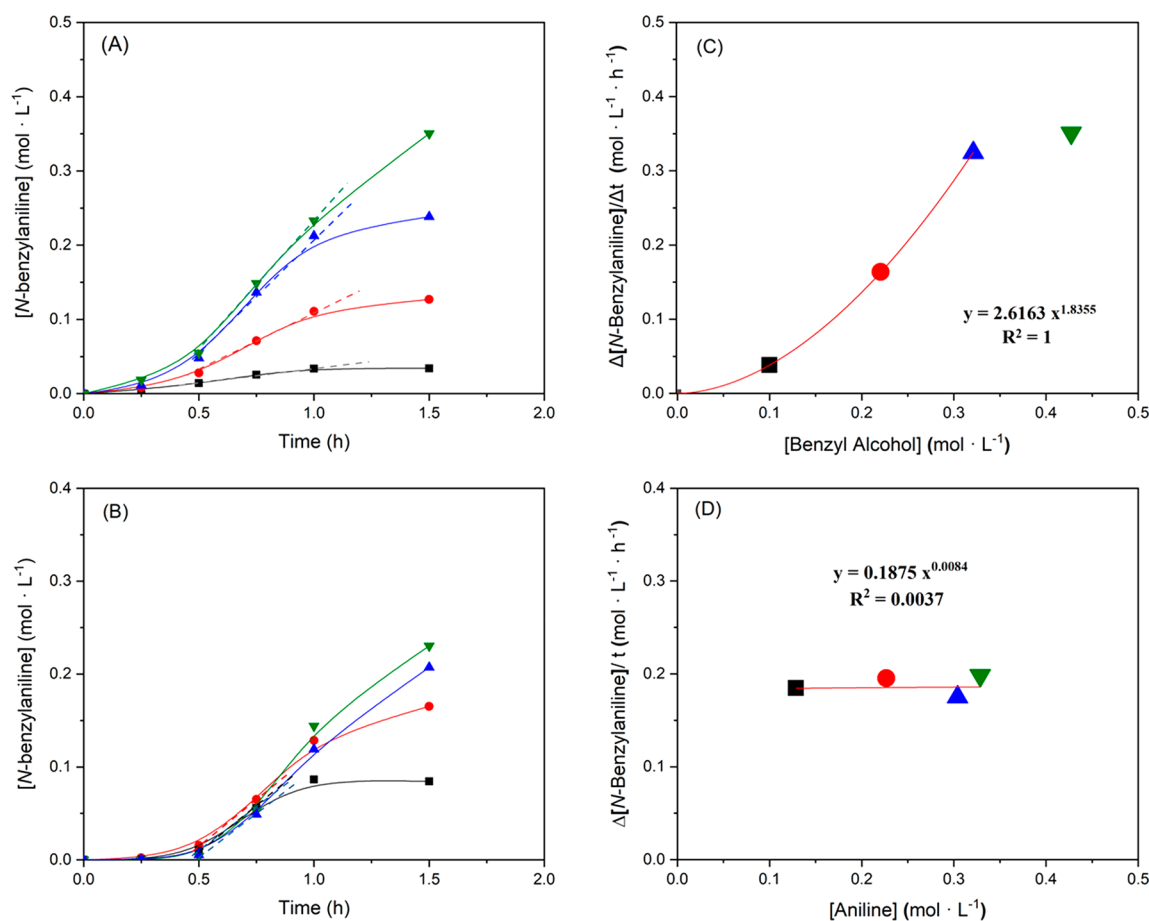 (A)
[N-benzylaniline] (mol · L-1)
0.5
0.4
0.3
0.2
0.1
0.0
0.0 0.5 1.0 1.5 2.0
Time (h)
(C)
Δ[N-Benzylaniline]/Δt (mol · L-1 · h -1)
0.5
0.4
0.3
0.2
0.1
0.0
y = 2.6163 x1.8355
R2 = 1
0.0 0.1 0.2 0.3 0.4 0.5
[Benzyl Alcohol] (mol · L-1)
(B)
[N-benzylaniline] (mol · L-1)
0.4
0.3
0.2
0.1
0.0
0.0 0.5 1.0 1.5 2.0
Time (h)
(D)
Δ[N-Benzylaniline]/ t (mol · L-1 · h-1)
0.4
0.3
0.2
0.1
0.0
y = 0.1875 x0.0084
R2 = 0.0037
0.0 0.1 0.2 0.3 0.4 0.5
[Aniline] (mol · L-1)